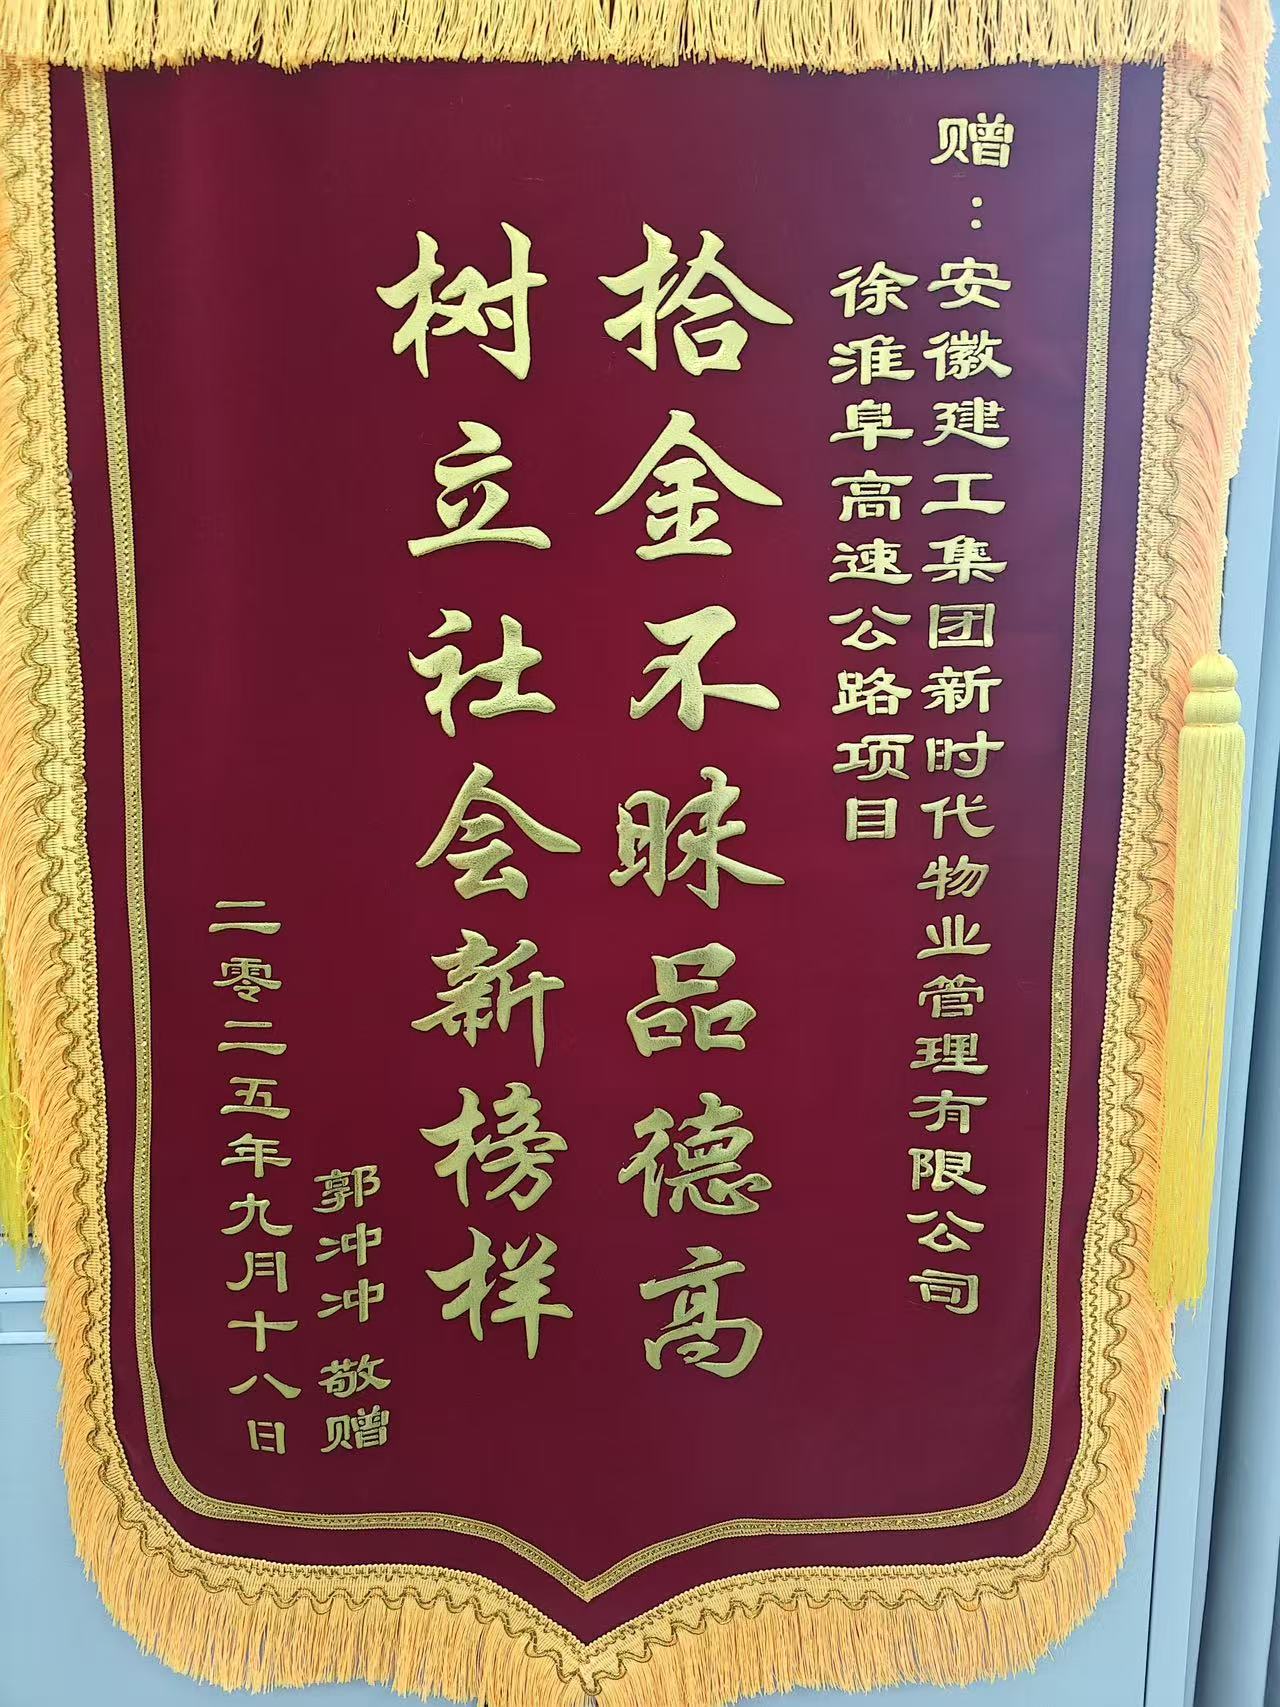 赠：安徽建工集团新时代物业管理有限公司
徐淮阜高速公路项目
拾金不昧品德高
树立社会新榜样
郭冲冲 敬赠
二零二五年九月十八日